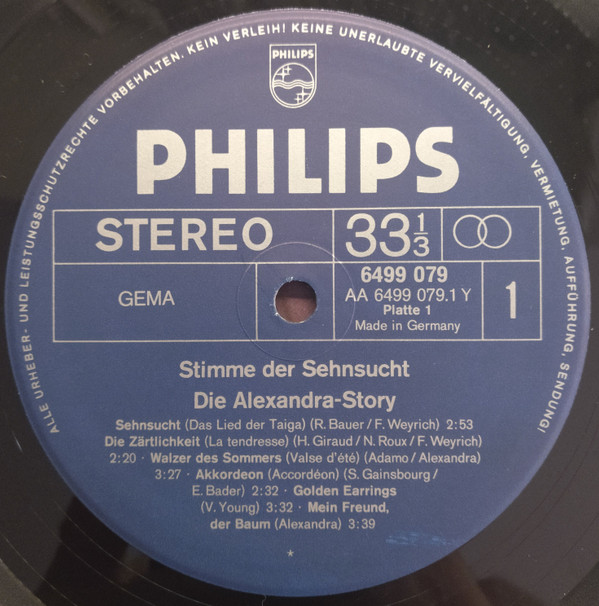 ALLE URHEBER- UND LEISTUNGSSCHUTZRECHTE VORBEHALTEN. KEIN VERLEIH! KEINE UNERLAUBTE VERVIELFÄLTIGUNG, VERMIETUNG, AUFFÜHRUNG, SENDUNG!
PHILIPS
PHILIPS
STEREO
33 1/3
GEMA
6499 079
AA 6499 079.1 Y
Platte 1
Made in Germany
1
Stimme der Sehnsucht
Die Alexandra-Story
Sehnsucht (Das Lied der Taiga) (R. Bauer / F. Weyrich) 2:53
Die Zärtlichkeit (La tendresse) (H. Giraud / N. Roux / F. Weyrich)
2:20 · Walzer des Sommers (Valse d'été) (Adamo / Alexandra)
3:27 · Akkordeon (Accordéon) (S. Gainsbourg /
E. Bader) 2:32 · Golden Earrings
(V. Young) 3:32 · Mein Freund,
der Baum (Alexandra) 3:39
*